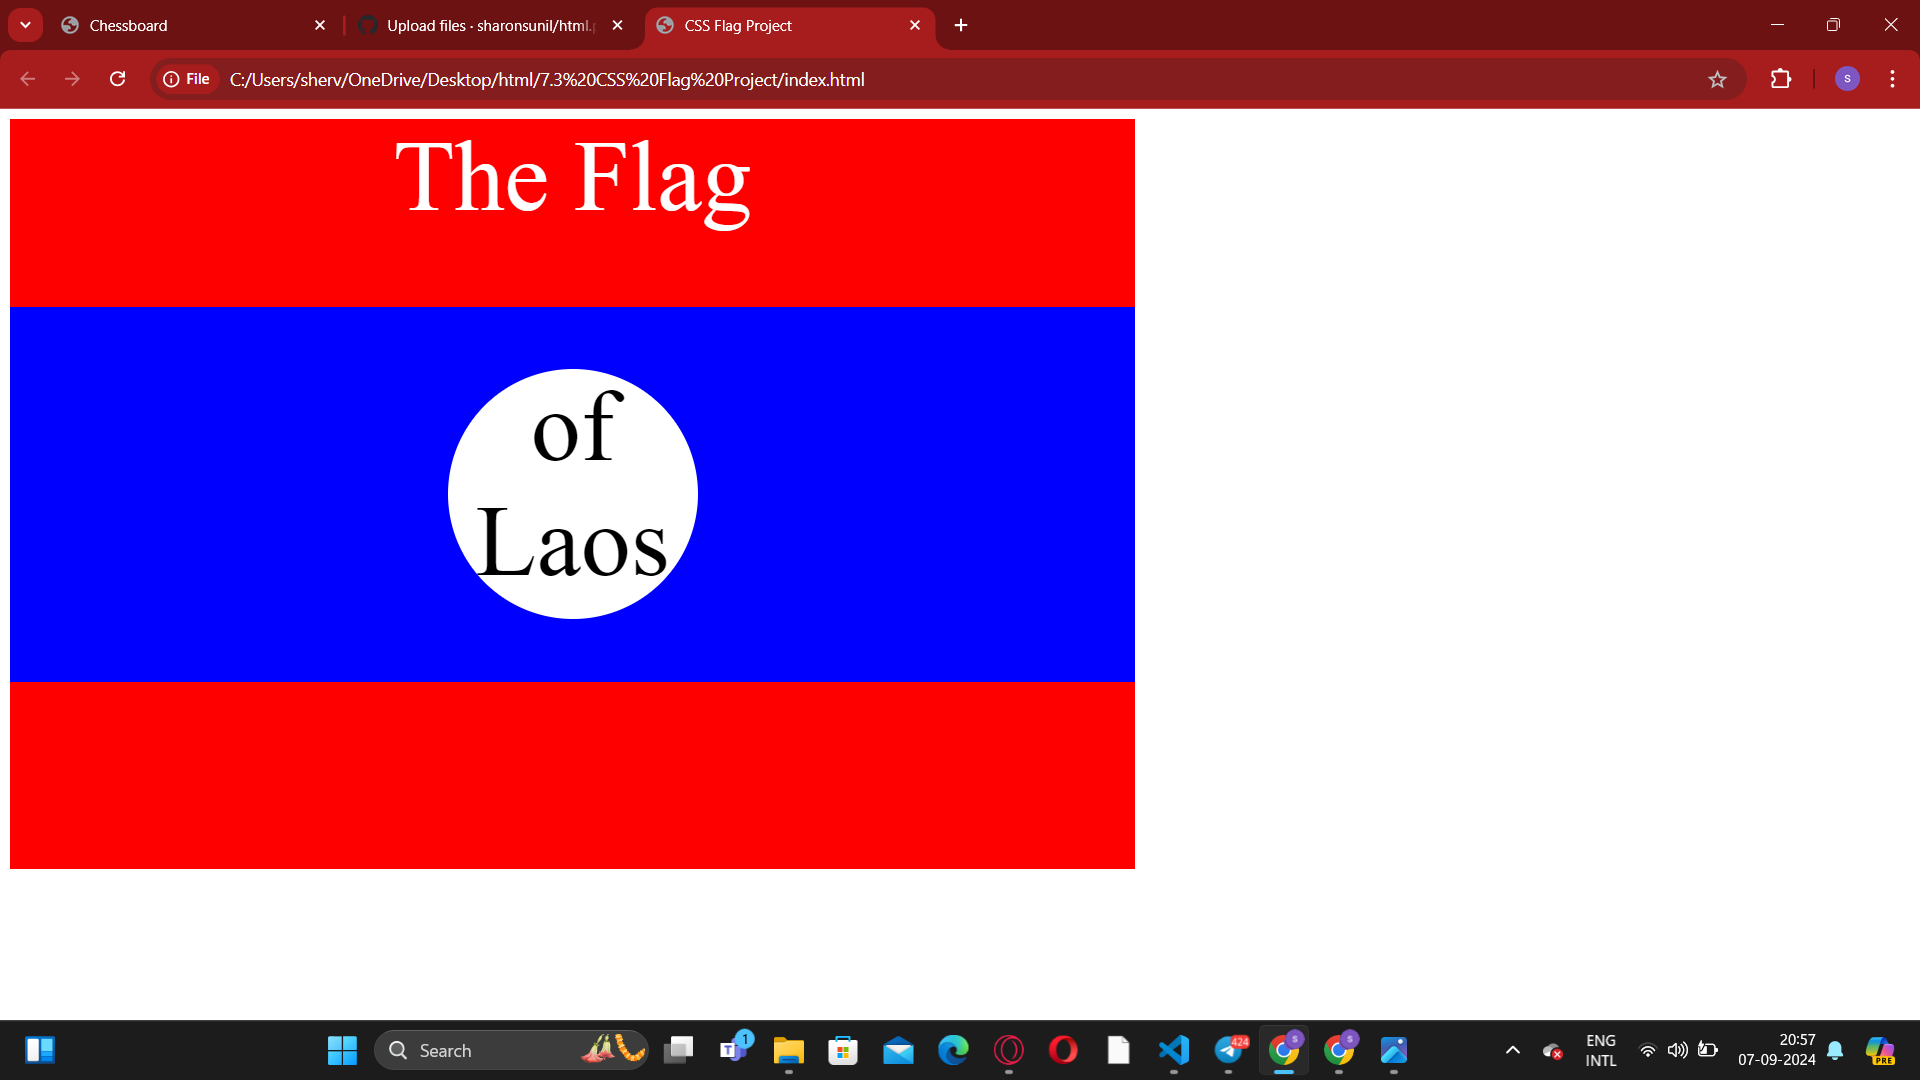 Chessboard
Upload files · sharonsunil/html.
CSS Flag Project
File
C:/Users/sherv/OneDrive/Desktop/html/7.3%20CSS%20Flag%20Project/index.html
S
The Flag
of
Laos
Search
1
T
424
S
S
ENG
INTL
20:57
07-09-2024
PRE